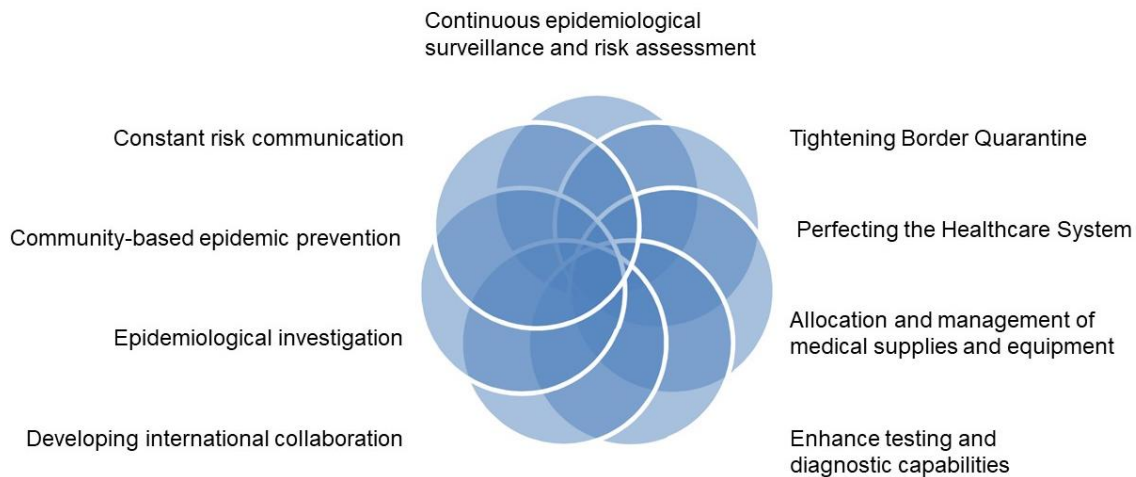 Continuous epidemiological
surveillance and risk assessment
Constant risk communication
Tightening Border Quarantine
Community-based epidemic prevention
Perfecting the Healthcare System
Epidemiological investigation
Allocation and management of
medical supplies and equipment
Developing international collaboration
Enhance testing and
diagnostic capabilities